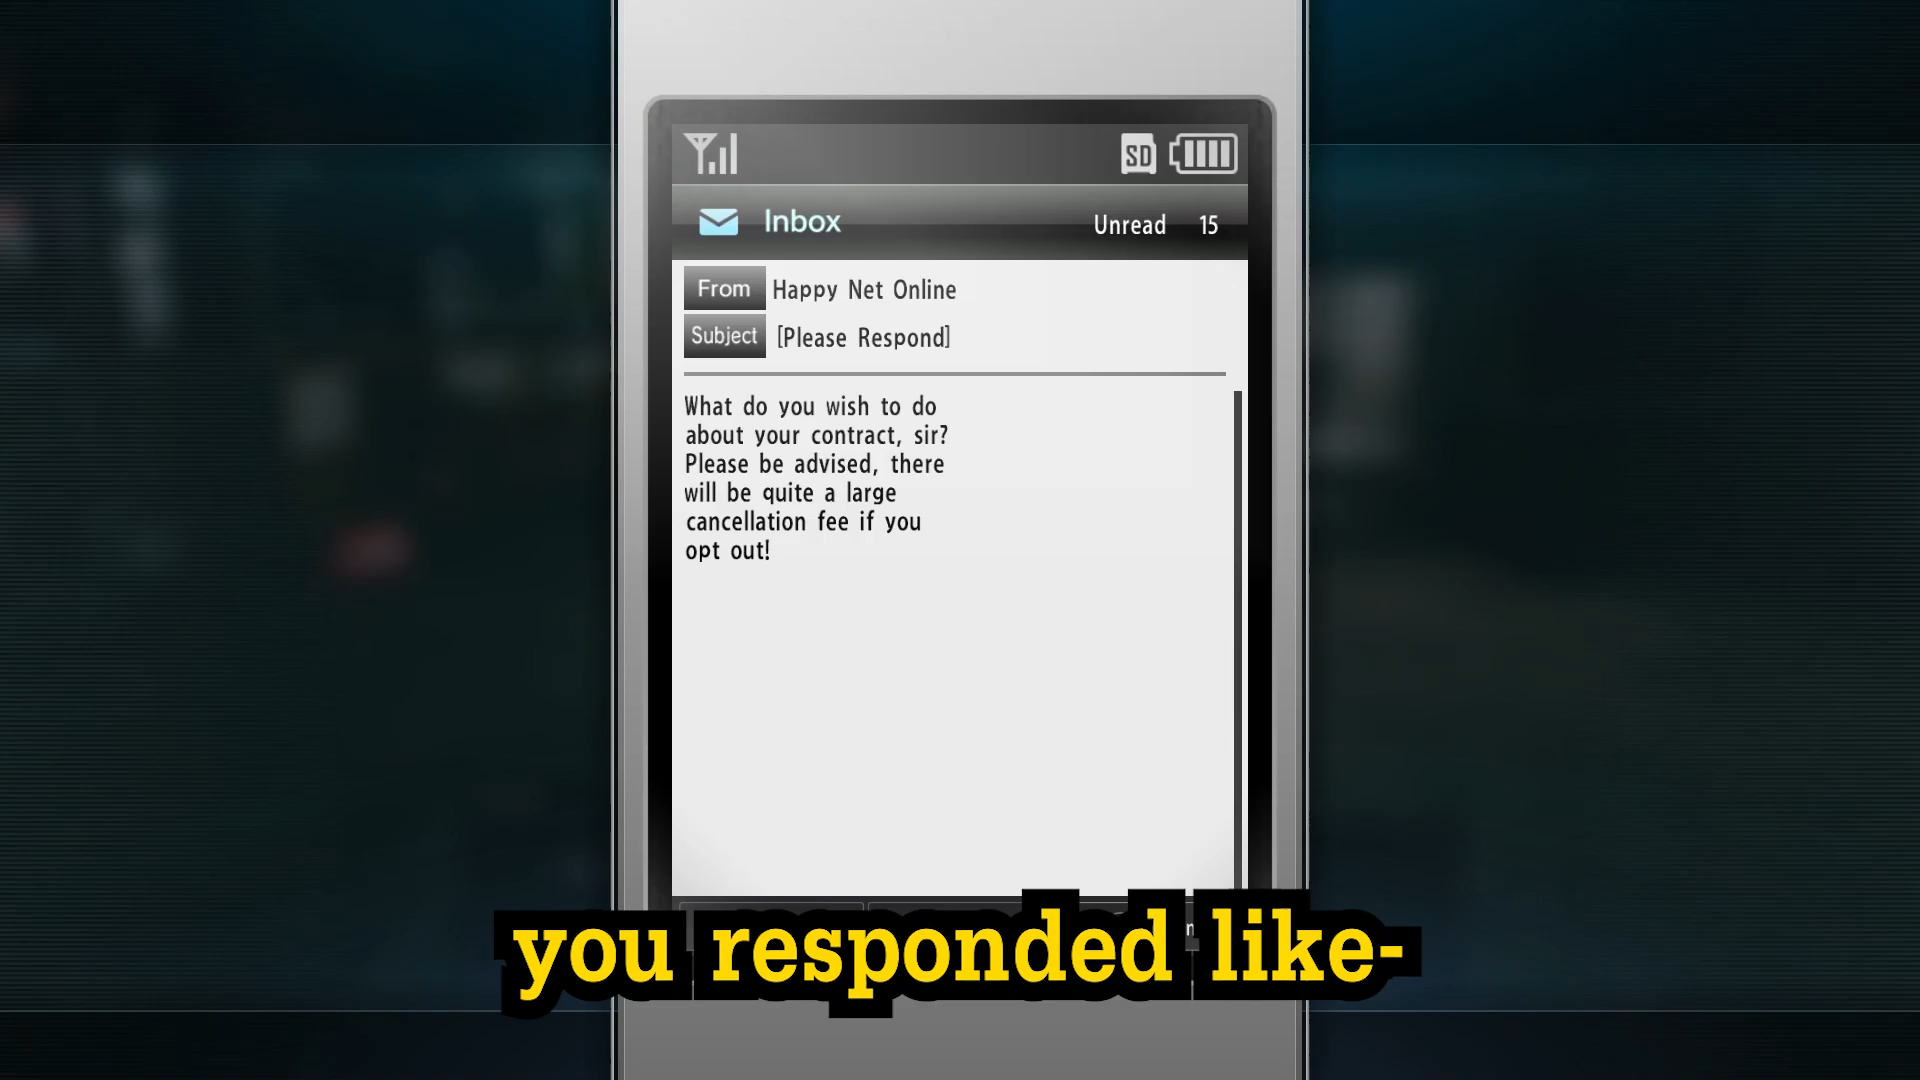 SD
Inbox
Unread 15
From Happy Net Online
Subject [Please Respond]
What do you wish to do
about your contract, sir?
Please be advised, there
will be quite a large
cancellation fee if you
opt out!
you responded like-